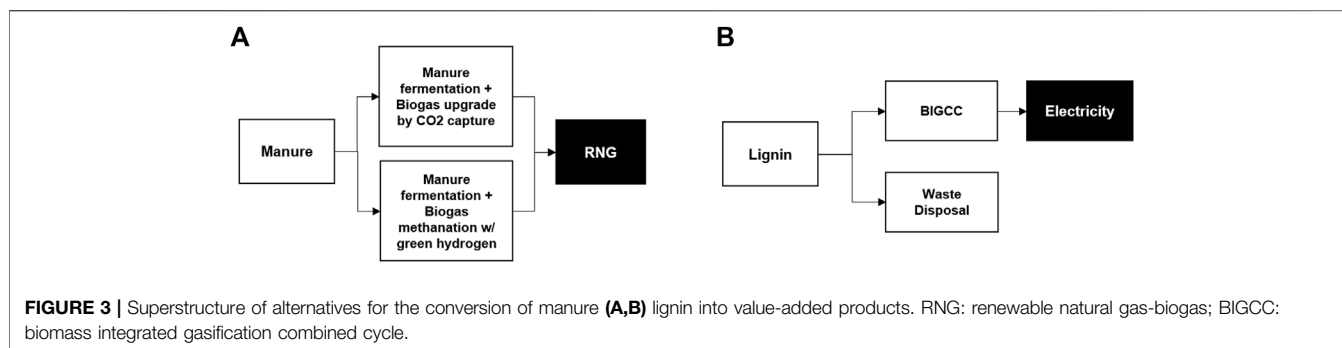 A
Manure
Manure
fermentation +
Biogas upgrade
by CO2 capture
Manure
fermentation +
Biogas
methanation w/
green hydrogen
RNG
B
Lignin
BIGCC
Electricity
Waste
Disposal
FIGURE 3 | Superstructure of alternatives for the conversion of manure (A,B) lignin into value-added products. RNG: renewable natural gas-biogas; BIGCC:
biomass integrated gasification combined cycle.